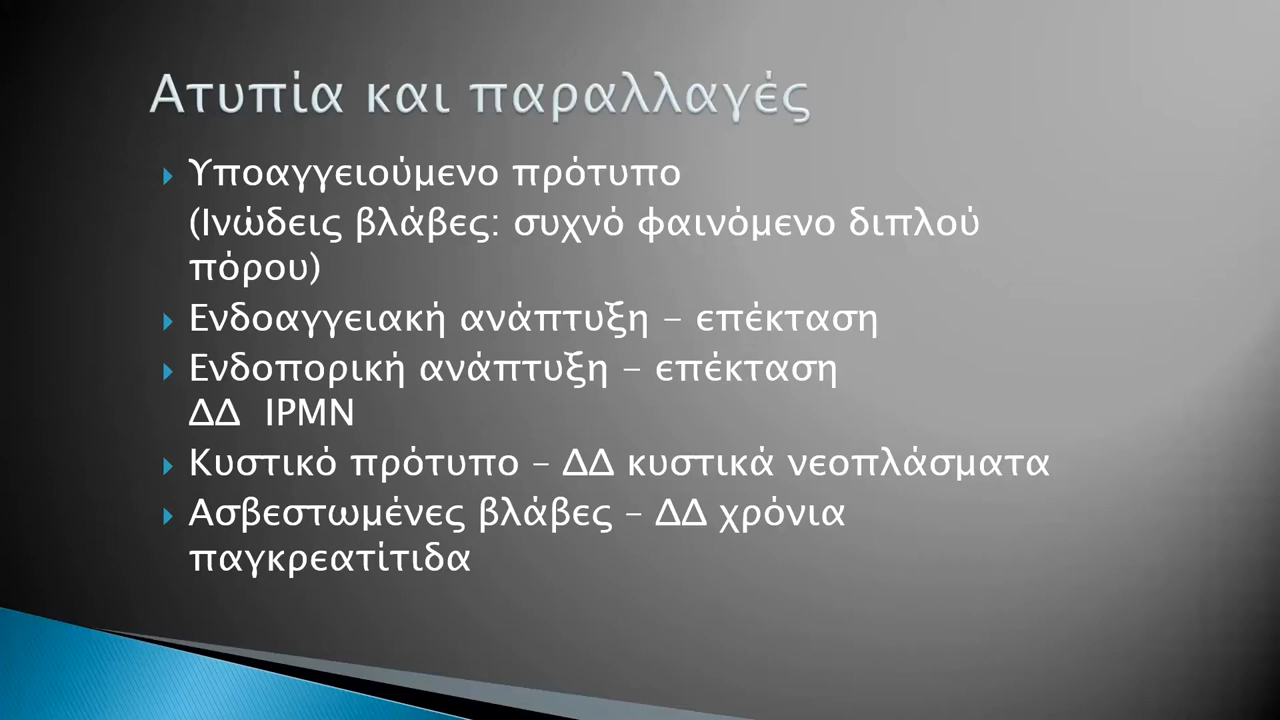 Ατυπία και παραλλαγές
Υποαγγειούμενο πρότυπο
(Ινώδεις βλάβες: συχνό φαινόμενο διπλού
πόρου)
Ενδοαγγειακή ανάπτυξη – επέκταση
Ενδοπορική ανάπτυξη – επέκταση
ΔΔ IPMN
Κυστικό πρότυπο – ΔΔ κυστικά νεοπλάσματα
Ασβεστωμένες βλάβες – ΔΔ χρόνια
παγκρεατίτιδα